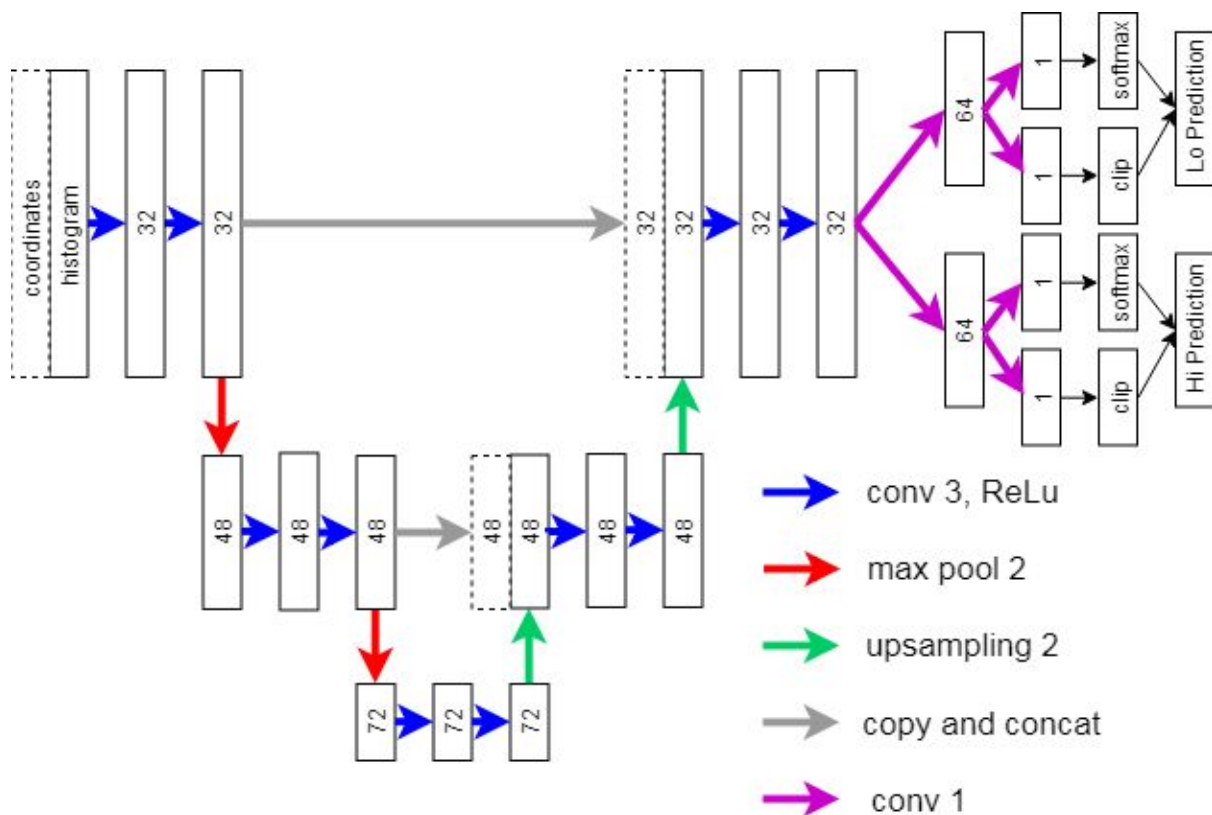 coordinates
histogram
32
32
32
32
32
32
64
1
softmax
1
clip
Lo Prediction
64
1
softmax
1
clip
Hi Prediction
48
48
48
48
48
48
48
72
72
72
conv 3, ReLu
max pool 2
upsampling 2
copy and concat
conv 1